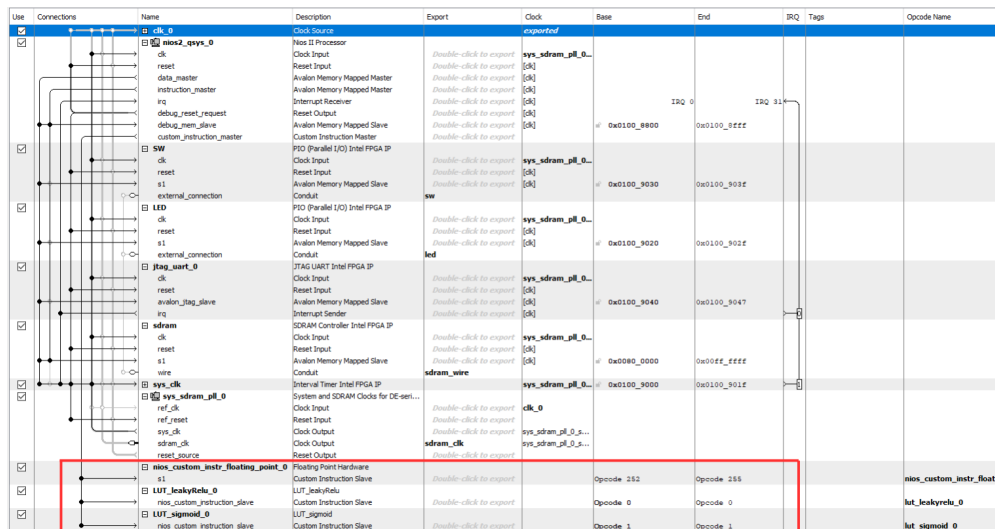 Use Connections Name Description Export Clock Base End IRQ Tags Opcode Name
clk_0 Clock Source exported
nios2_qsys_0 Nios II Processor
clk Clock Input Double-click to export sys_sdram_pll_0...
reset Reset Input Double-click to export [clk]
data_master Avalon Memory Mapped Master Double-click to export [clk]
instruction_master Avalon Memory Mapped Master Double-click to export [clk]
irq Interrupt Receiver Double-click to export [clk] IRQ 0 IRQ 31
debug_reset_request Reset Output Double-click to export [clk]
debug_mem_slave Avalon Memory Mapped Slave Double-click to export [clk] 0x0100_8800 0x0100_8fff
custom_instruction_master Custom Instruction Master Double-click to export
SW PIO (Parallel I/O) Intel FPGA IP
clk Clock Input Double-click to export sys_sdram_pll_0...
reset Reset Input Double-click to export [clk]
s1 Avalon Memory Mapped Slave Double-click to export [clk] 0x0100_9030 0x0100_903f
external_connection Conduit sw
LED PIO (Parallel I/O) Intel FPGA IP
clk Clock Input Double-click to export sys_sdram_pll_0...
reset Reset Input Double-click to export [clk]
s1 Avalon Memory Mapped Slave Double-click to export [clk] 0x0100_9020 0x0100_902f
external_connection Conduit led
jtag_uart_0 JTAG UART Intel FPGA IP
clk Clock Input Double-click to export sys_sdram_pll_0...
reset Reset Input Double-click to export [clk]
avalon_jtag_slave Avalon Memory Mapped Slave Double-click to export [clk] 0x0100_9040 0x0100_9047
irq Interrupt Sender Double-click to export [clk] 0
sdram SDRAM Controller Intel FPGA IP
clk Clock Input Double-click to export sys_sdram_pll_0...
reset Reset Input Double-click to export [clk]
s1 Avalon Memory Mapped Slave Double-click to export [clk] 0x0080_0000 0x00ff_ffff
wire Conduit sdram_wire
sys_clk Interval Timer Intel FPGA IP Double-click to export sys_sdram_pll_0... 0x0100_9000 0x0100_901f 1
sys_sdram_pll_0 System and SDRAM Clocks for DE-seri...
ref_clk Clock Input Double-click to export clk_0
ref_reset Reset Input Double-click to export
sys_clk Clock Output Double-click to export sys_sdram_pll_0_s...
sdram_clk Clock Output sdram_clk sys_sdram_pll_0_s...
reset_source Reset Output Double-click to export
nios_custom_instr_floating_point_0 Floating Point Hardware
s1 Custom Instruction Slave Double-click to export Opcode 252 Opcode 255 nios_custom_instr_float
LUT_leakyRelu_0 LUT_leakyRelu
nios_custom_instruction_slave Custom Instruction Slave Double-click to export Opcode 0 Opcode 0 lut_leakyrelu_0
LUT_sigmoid_0 LUT_sigmoid
nios_custom_instruction_slave Custom Instruction Slave Double-click to export Opcode 1 Opcode 1 lut_sigmoid_0